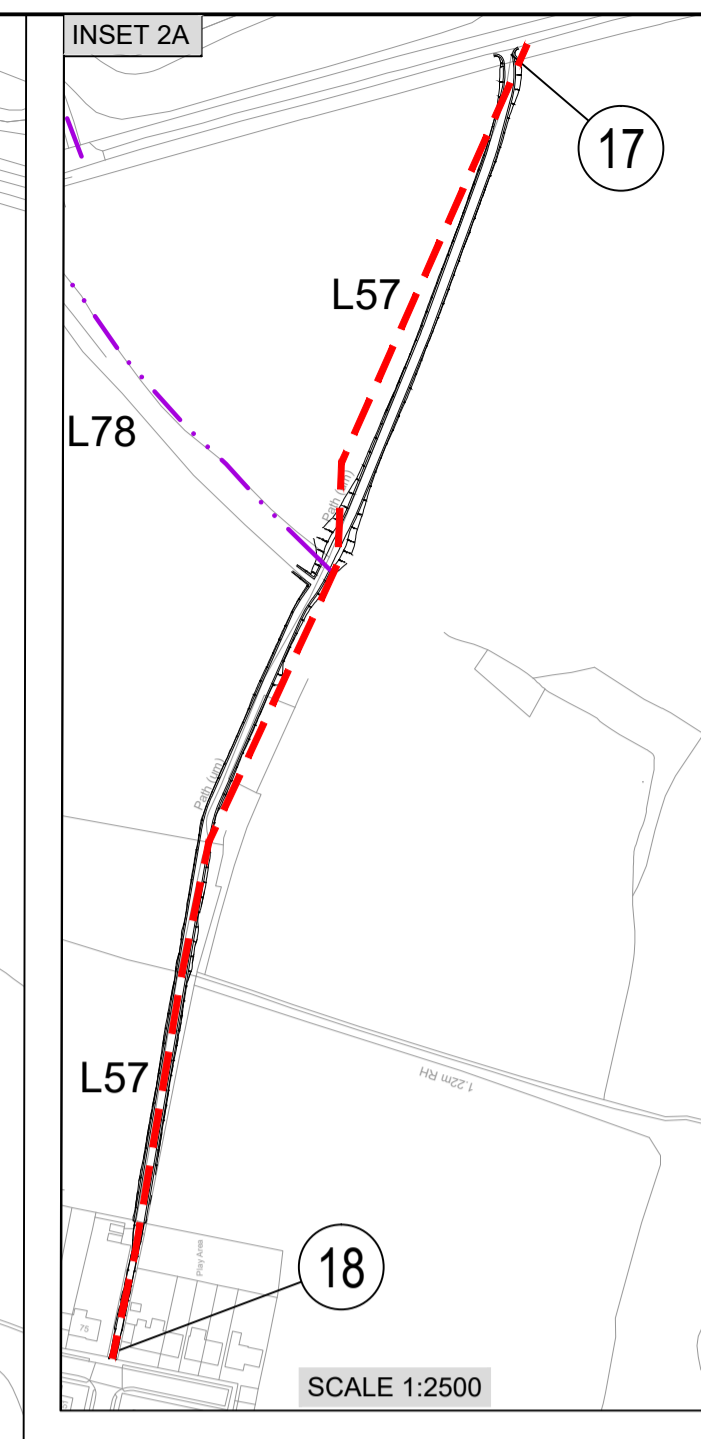 INSET 2A
17
L57
L78
Path (um)
Path (um)
1.22m RH
L57
Play Area
18
75
SCALE 1:2500